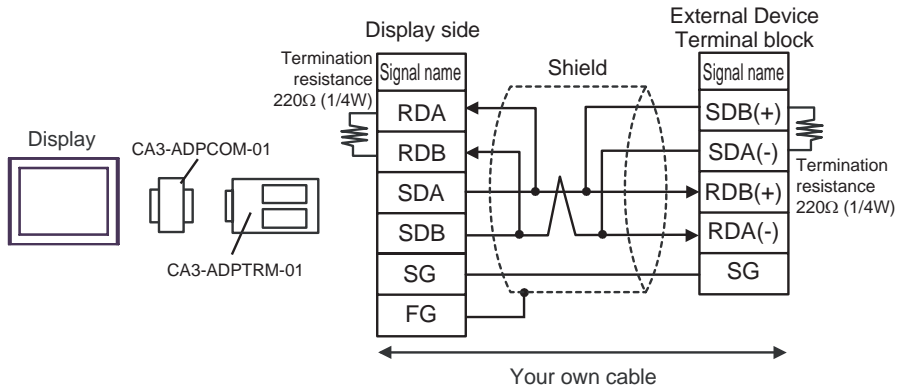 Display side
External Device
Terminal block
Termination
resistance
220Ω (1/4W)
Signal name
RDA
RDB
SDA
SDB
SG
FG
Shield
Signal name
SDB(+)
SDA(-)
RDB(+)
RDA(-)
SG
Termination
resistance
220Ω (1/4W)
Display
CA3-ADPCOM-01
CA3-ADPTRM-01
Your own cable